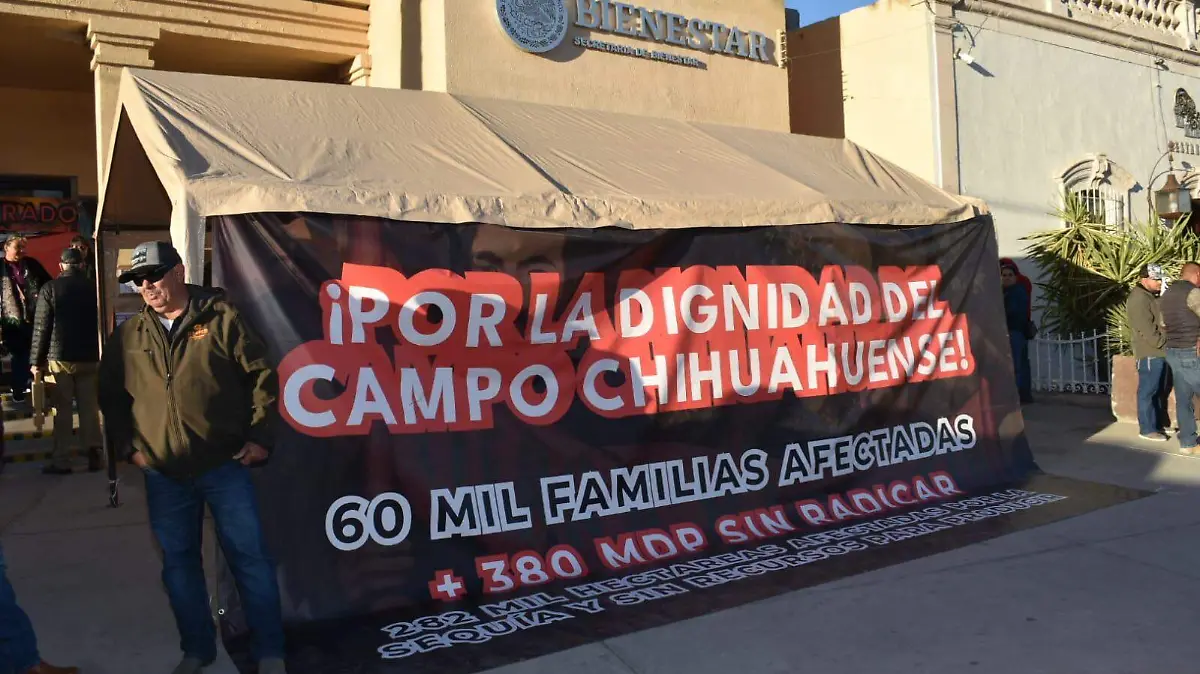 BIENESTAR
SECRETARÍA DE BIENESTAR
RADO
¡POR LA DIGNIDAD DEL
CAMPO CHIHUAHUENSE!
60 MIL FAMILIAS AFECTADAS
+ 380 MDP SIN RADICAR
282 MIL HECTÁREAS AFECTADAS POR LA
SEQUÍA Y SIN RECURSOS PARA PRODUCIR